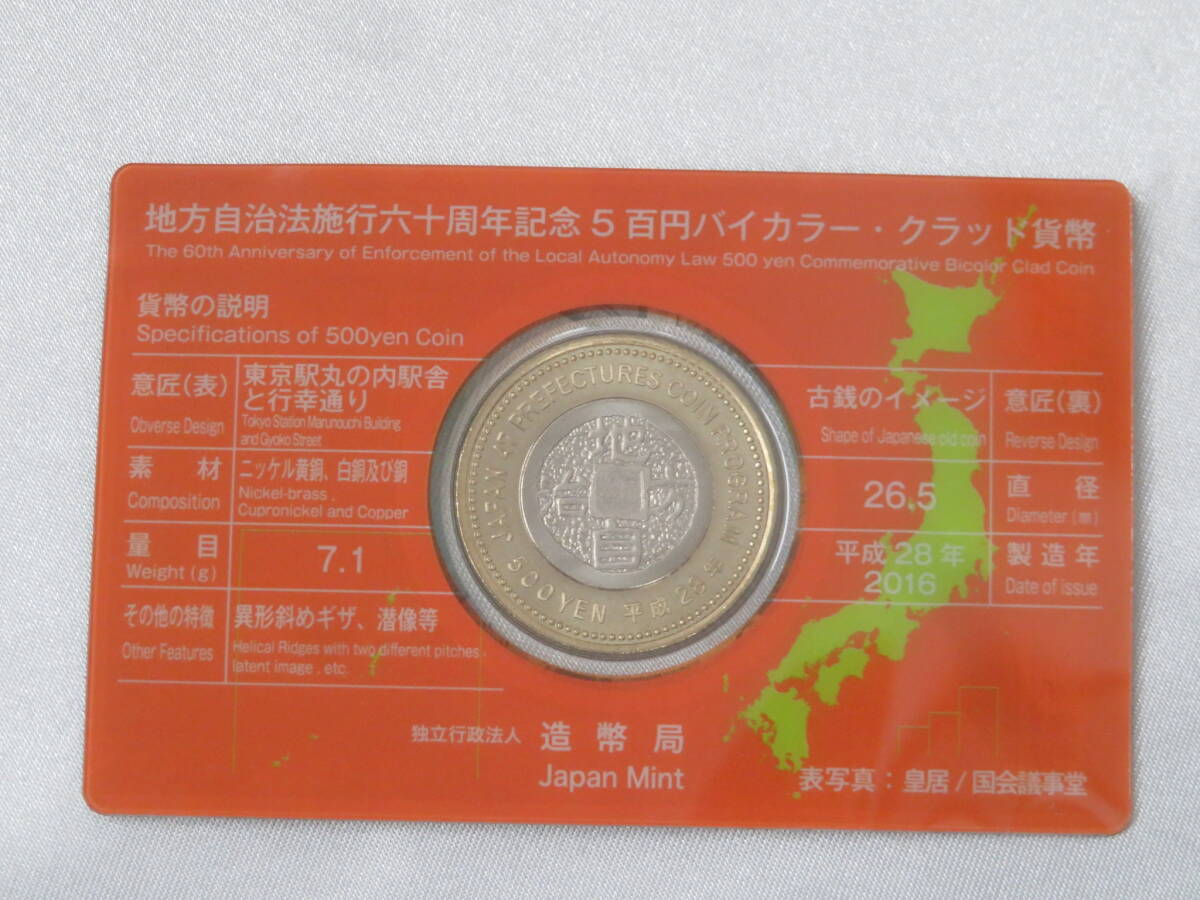 地方自治法施行六十周年記念５百円バイカラー・クラッド貨幣
The 60th Anniversary of Enforcement of the Local Autonomy Law 500 yen Commemorative Bicolor Clad Coin
貨幣の説明
Specifications of 500yen Coin
意匠(表)
Obverse Design
東京駅丸の内駅舎
と行幸通り
Tokyo Station Marunouchi Building
and Gyoko Street
素 材
Composition
ニッケル黄銅、白銅及び銅
Nickel-brass,
Cupronickel and Copper
量 目
Weight (g)
7.1
その他の特徴
Other Features
異形斜めギザ、潜像等
Helical Ridges with two different pitches,
latent image, etc.
JAPAN 47 PREFECTURES COIN PROGRAM
500YEN 平成28年
古銭のイメージ
Shape of Japanese old coin
意匠(裏)
Reverse Design
26.5
直 径
Diameter (㎜)
平成28年
2016
製造年
Date of issue
独立行政法人 造幣局
Japan Mint
表写真：皇居/国会議事堂